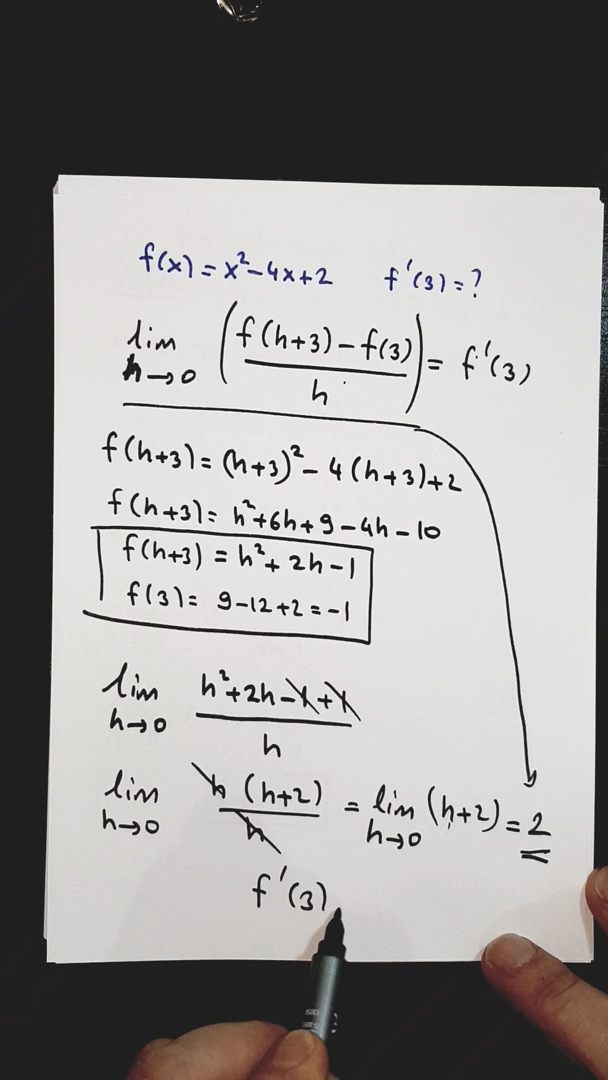 f(x) = x² - 4x + 2 f'(3) = ?
lim h→0 (f(h+3) - f(3) / h) = f'(3)
f(h+3) = (h+3)² - 4(h+3) + 2
f(h+3) = h² + 6h + 9 - 4h - 10
f(h+3) = h² + 2h - 1
f(3) = 9 - 12 + 2 = -1
lim h→0 h² + 2h - 1 + 1 / h
lim h→0 h (h+2) / h = lim h→0 (h+2) = 2
f'(3)